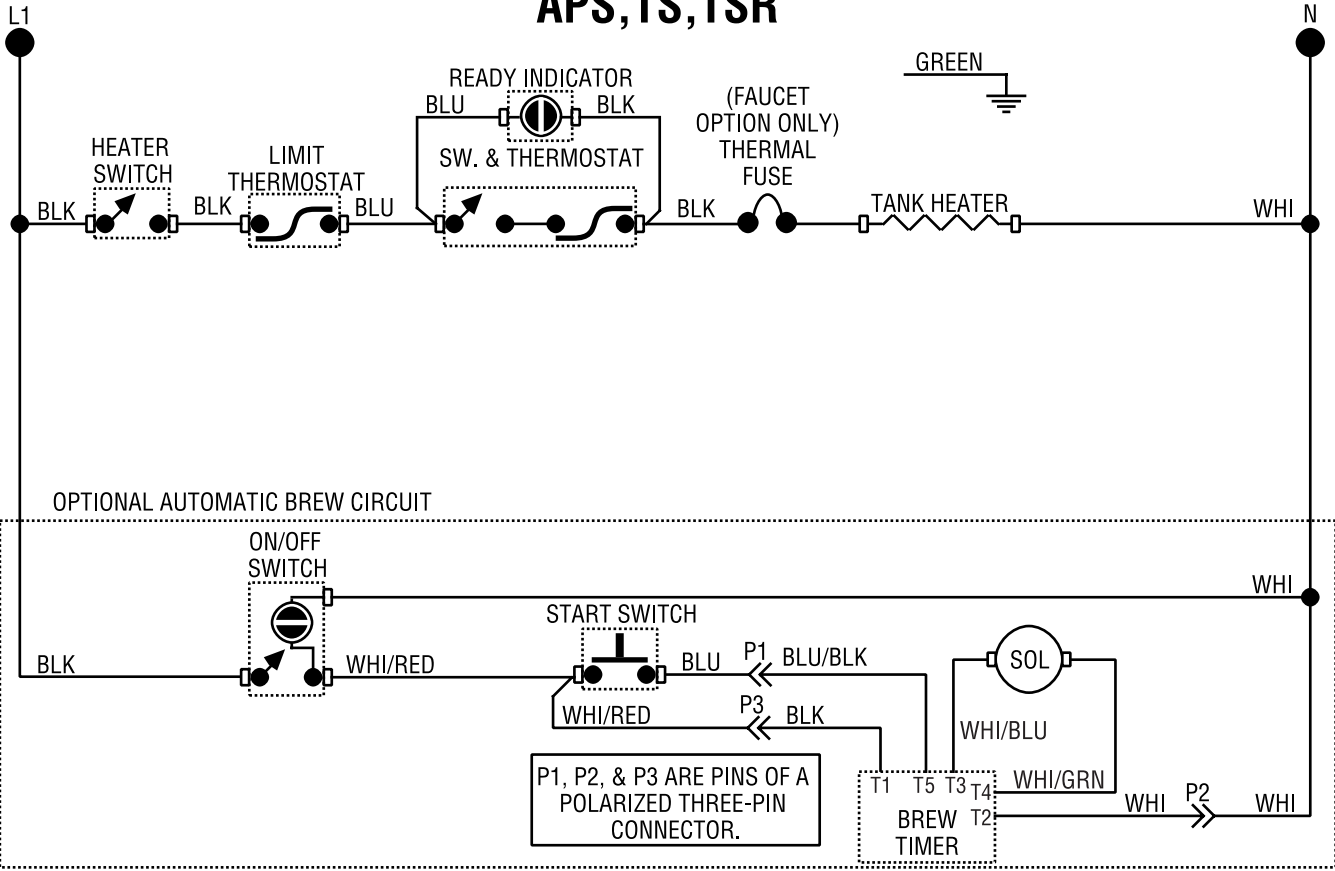 APS,TS,TSR
L1
N
READY INDICATOR
BLU
BLK
GREEN
(FAUCET
OPTION ONLY)
THERMAL
FUSE
HEATER
SWITCH
LIMIT
THERMOSTAT
SW. & THERMOSTAT
BLK
BLK
BLU
BLK
TANK HEATER
WHI
OPTIONAL AUTOMATIC BREW CIRCUIT
ON/OFF
SWITCH
WHI
START SWITCH
BLK
WHI/RED
BLU
P1
BLU/BLK
SOL
WHI/RED
P3
BLK
WHI/BLU
P1, P2, & P3 ARE PINS OF A
POLARIZED THREE-PIN
CONNECTOR.
T1
T5
T3
T4
WHI/GRN
BREW
TIMER
T2
WHI
P2
WHI